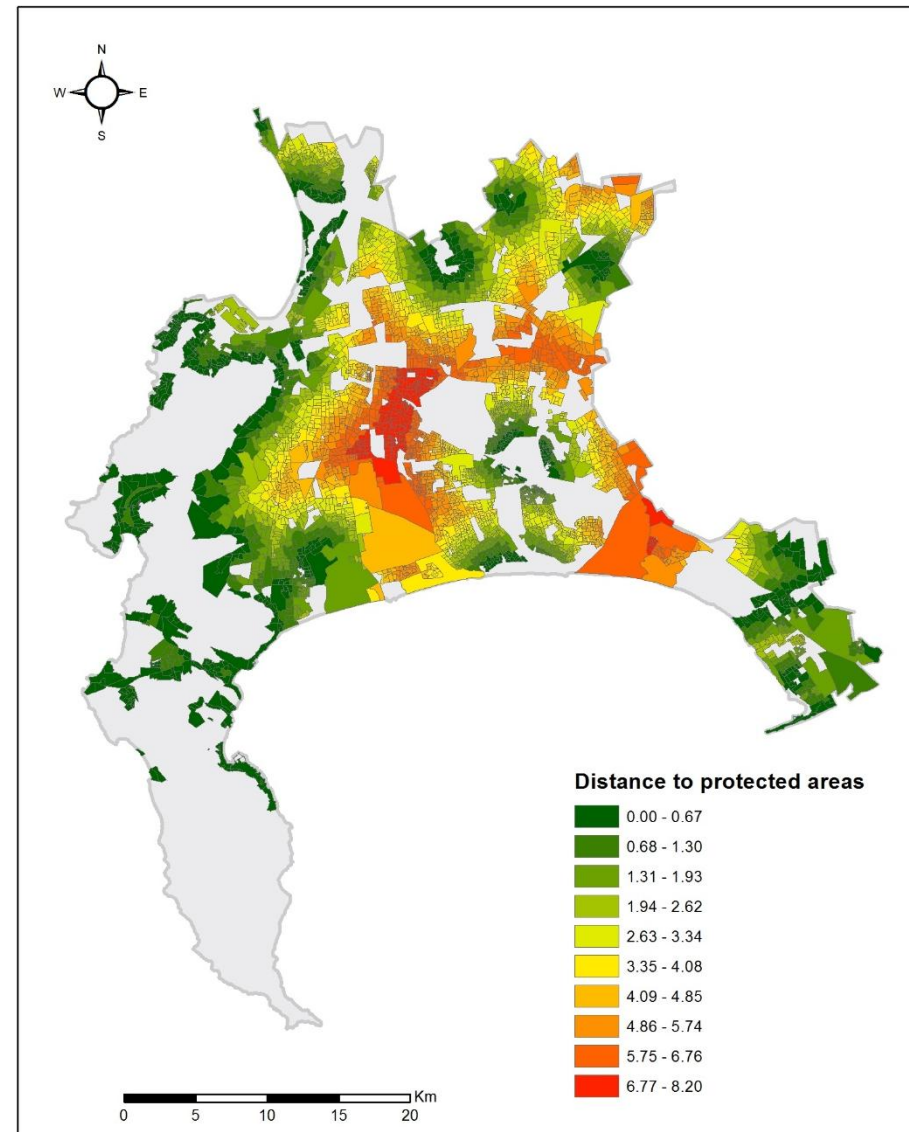 N
W E
S
Distance to protected areas
0.00 - 0.67
0.68 - 1.30
1.31 - 1.93
1.94 - 2.62
2.63 - 3.34
3.35 - 4.08
4.09 - 4.85
4.86 - 5.74
5.75 - 6.76
6.77 - 8.20
Km
0 5 10 15 20